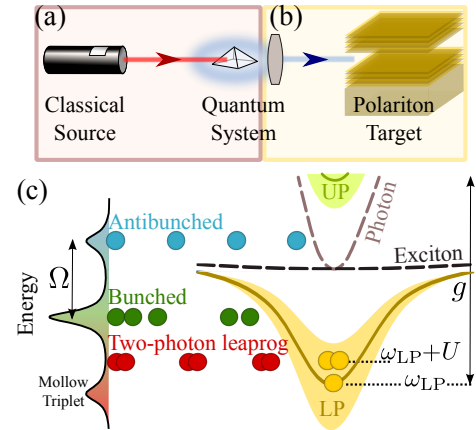 (a)
(b)
Classical
Source
Quantum
System
Polariton
Target
(c)
UP
Photon
Antibunched
Exciton
Ω
g
Energy
Bunched
Two-photon leaprog
ω_LP+U
ω_LP
Mollow
Triplet
LP